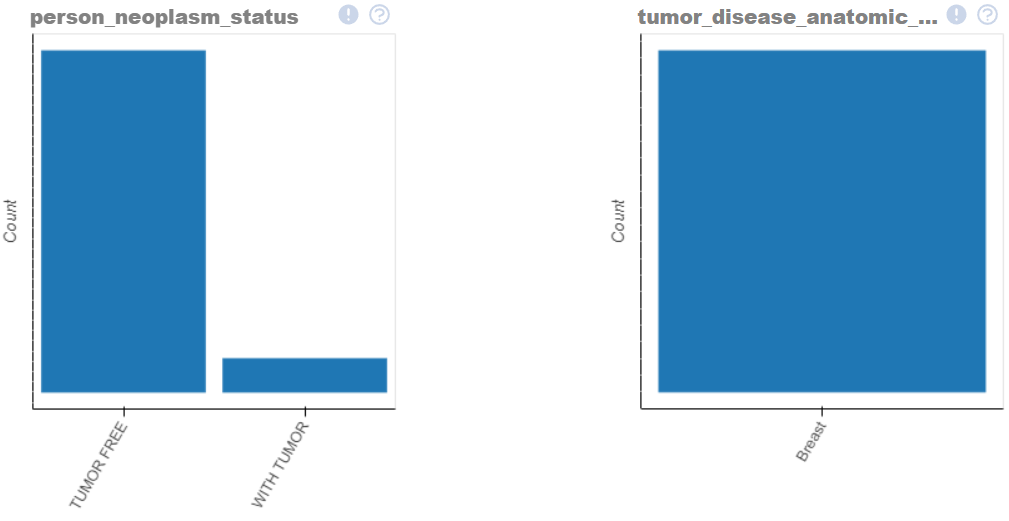 person_neoplasm_status ! ?
Count
TUMOR FREE
WITH TUMOR
tumor_disease_anatomic_... ! ?
Count
Breast